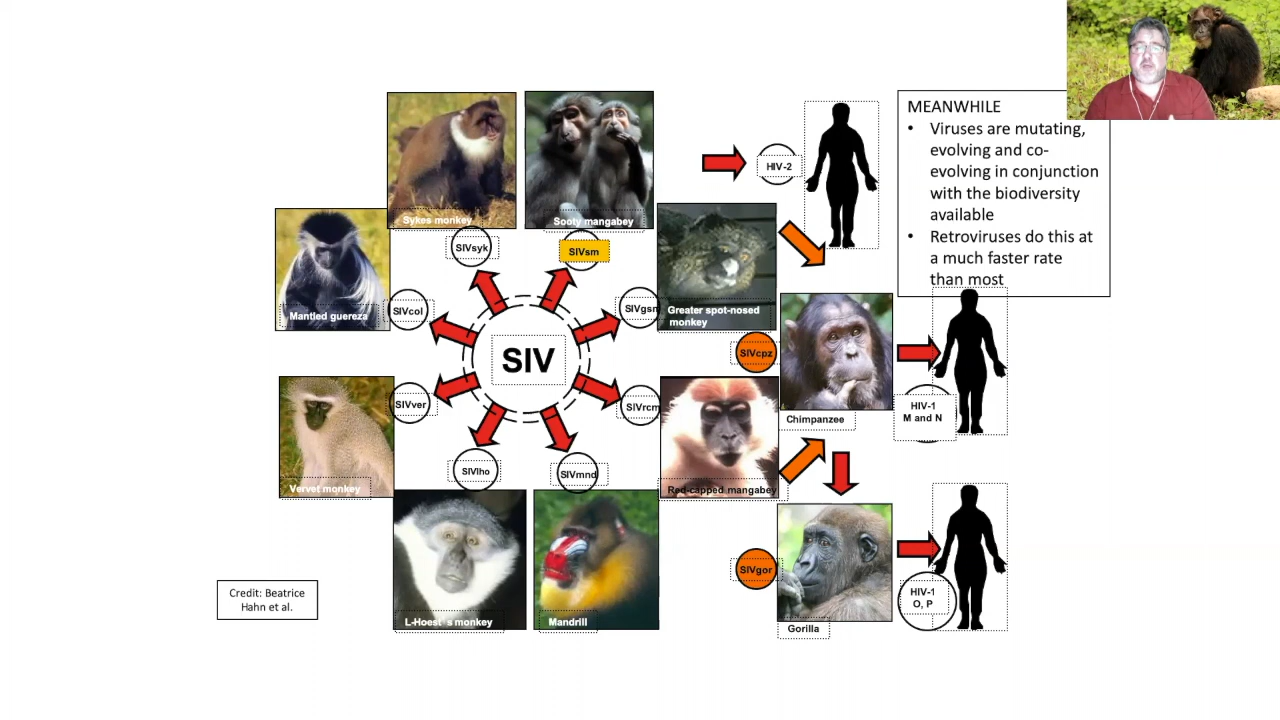 MEANWHILE
• Viruses are mutating,
evolving and co-
evolving in conjunction
with the biodiversity
available
• Retroviruses do this at
a much faster rate
than most
Sykes monkey
Sooty mangabey
HIV-2
SIVsyk
SIVsm
Mantled guereza
SIVcol
SIVgsn
Greater spot-nosed
monkey
SIV
SIVcpz
Chimpanzee
HIV-1
M and N
SIVver
SIVrcm
Vervet monkey
Red-capped mangabey
SIVlho
SIVmnd
L-Hoest s monkey
Mandrill
SIVgor
Gorilla
HIV-1
O, P
Credit: Beatrice
Hahn et al.